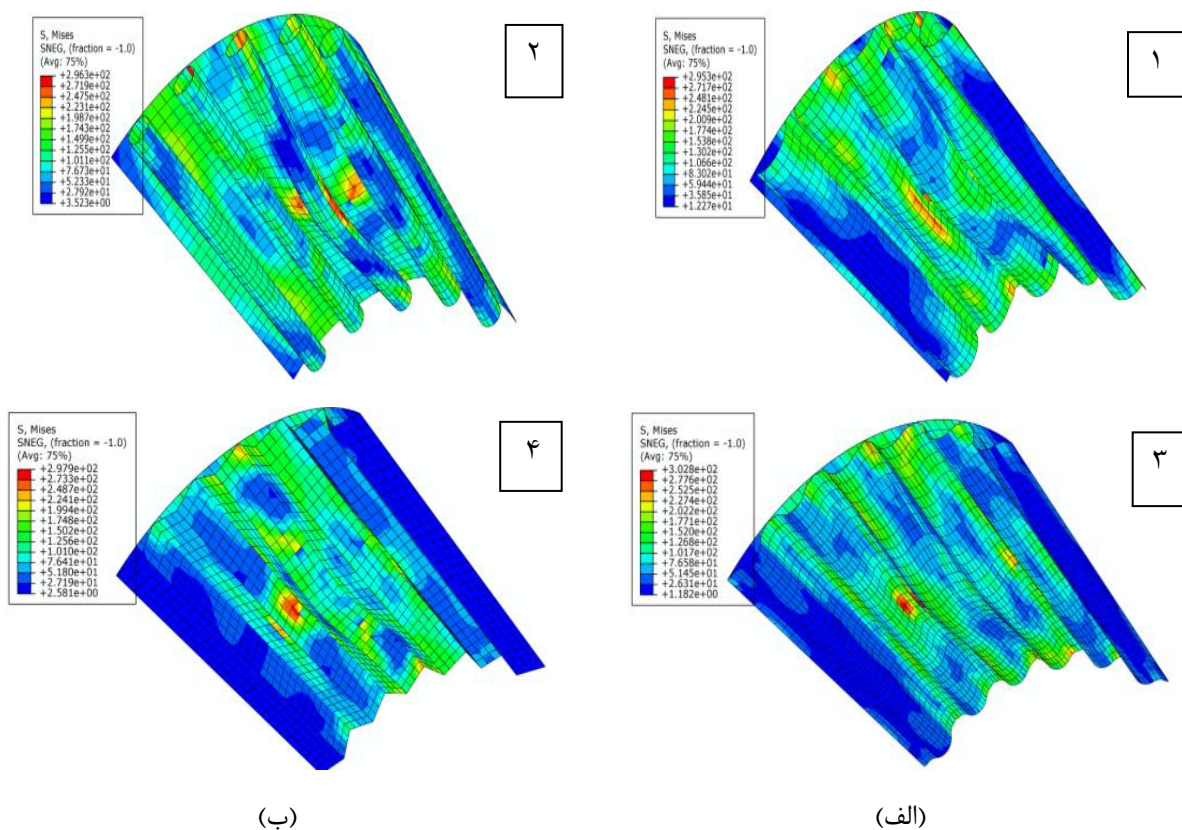 ۱
S, Mises
SNEG, (fraction = -1.0)
(Avg: 75%)
+2.953e+02
+2.717e+02
+2.481e+02
+2.245e+02
+2.009e+02
+1.774e+02
+1.538e+02
+1.302e+02
+1.066e+02
+8.302e+01
+5.944e+01
+3.585e+01
+1.227e+01
۲
S, Mises
SNEG, (fraction = -1.0)
(Avg: 75%)
+2.963e+02
+2.719e+02
+2.475e+02
+2.231e+02
+1.987e+02
+1.743e+02
+1.499e+02
+1.255e+02
+1.011e+02
+7.673e+01
+5.233e+01
+2.792e+01
+3.523e+00
۳
S, Mises
SNEG, (fraction = -1.0)
(Avg: 75%)
+3.028e+02
+2.776e+02
+2.525e+02
+2.274e+02
+2.022e+02
+1.771e+02
+1.520e+02
+1.268e+02
+1.017e+02
+7.658e+01
+5.145e+01
+2.631e+01
+1.182e+00
۴
S, Mises
SNEG, (fraction = -1.0)
(Avg: 75%)
+2.979e+02
+2.733e+02
+2.487e+02
+2.241e+02
+1.994e+02
+1.748e+02
+1.502e+02
+1.256e+02
+1.010e+02
+7.641e+01
+5.180e+01
+2.719e+01
+2.581e+00
(الف)
(ب)